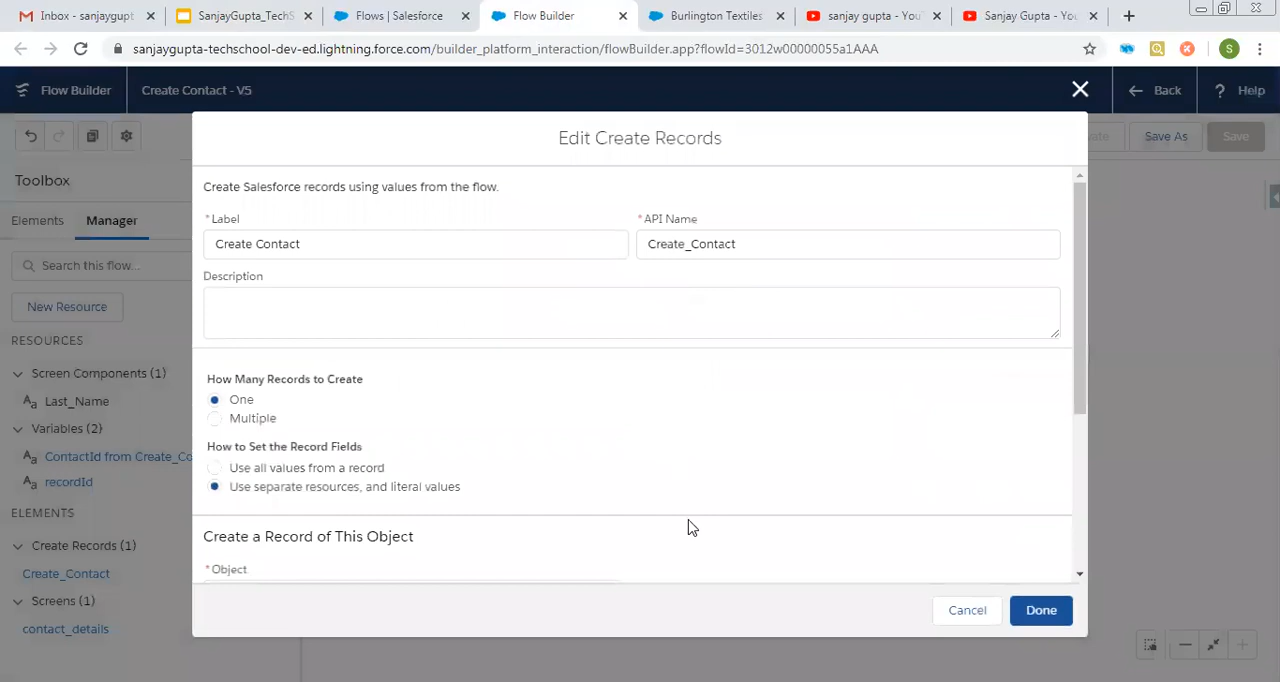 Inbox - sanjaygupt
SanjayGupta_TechS
Flows | Salesforce
Flow Builder
Burlington Textiles
sanjay gupta - You
Sanjay Gupta - You
sanjaygupta-techschool-dev-ed.lightning.force.com/builder_platform_interaction/flowBuilder.app?flowId=3012w00000055a1AAA
S
Flow Builder
Create Contact - V5
Back
? Help
Edit Create Records
Save As
Save
Toolbox
Create Salesforce records using values from the flow.
Elements
Manager
* Label
* API Name
Create Contact
Create_Contact
Search this flow...
Description
New Resource
RESOURCES
Screen Components (1)
How Many Records to Create
Aa Last_Name
One
Variables (2)
Multiple
How to Set the Record Fields
Aa ContactId from Create_Co
Use all values from a record
Aa recordId
Use separate resources, and literal values
ELEMENTS
Create a Record of This Object
Create Records (1)
* Object
Create_Contact
Screens (1)
Cancel
Done
contact_details